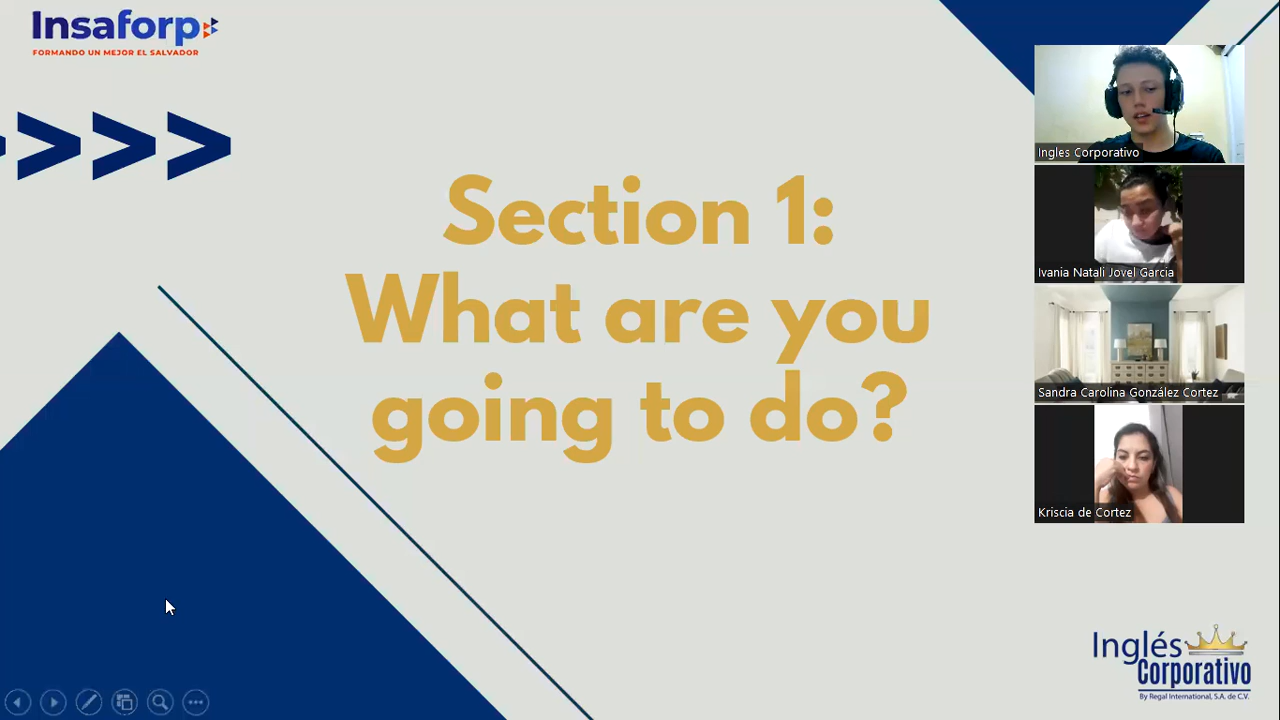 Insaforp
FORMANDO UN MEJOR EL SALVADOR
>>>
Section 1:
What are you
going to do?
Ingles Corporativo
Ivania Natali Jovel Garcia
Sandra Carolina González Cortez
Kriscia de Cortez
Inglés
Corporativo
By Regal International, S.A. de C.V.